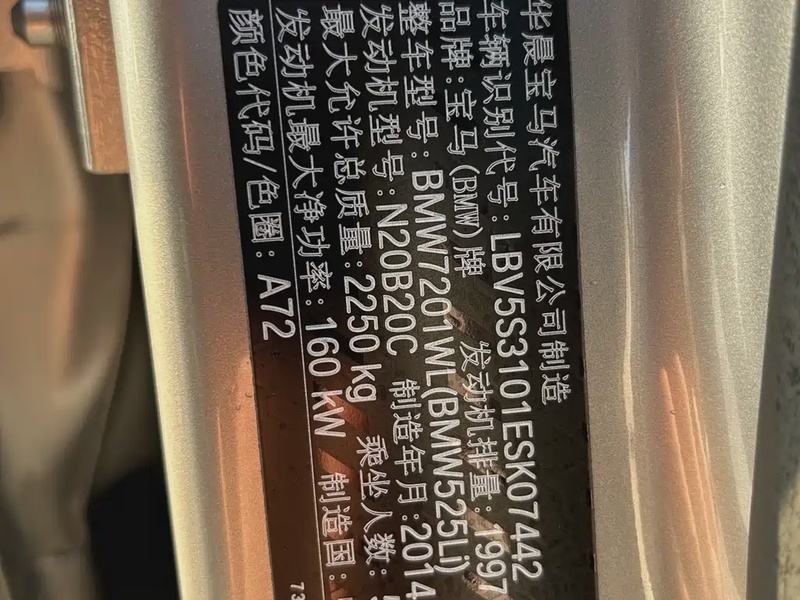 华晨宝马汽车有限公司制造
车辆识别代号:LBV5S3101ESK07442
品牌:宝马(BMW)牌 发动机排量:1997
整车型号:BMW7201WL(BMW525Li)
发动机型号:N20B20C 制造年月:2014
最大允许总质量:2250 kg 乘坐人数:
发动机最大净功率:160 kW 制造国:
颜色代码/色圈:A72
73